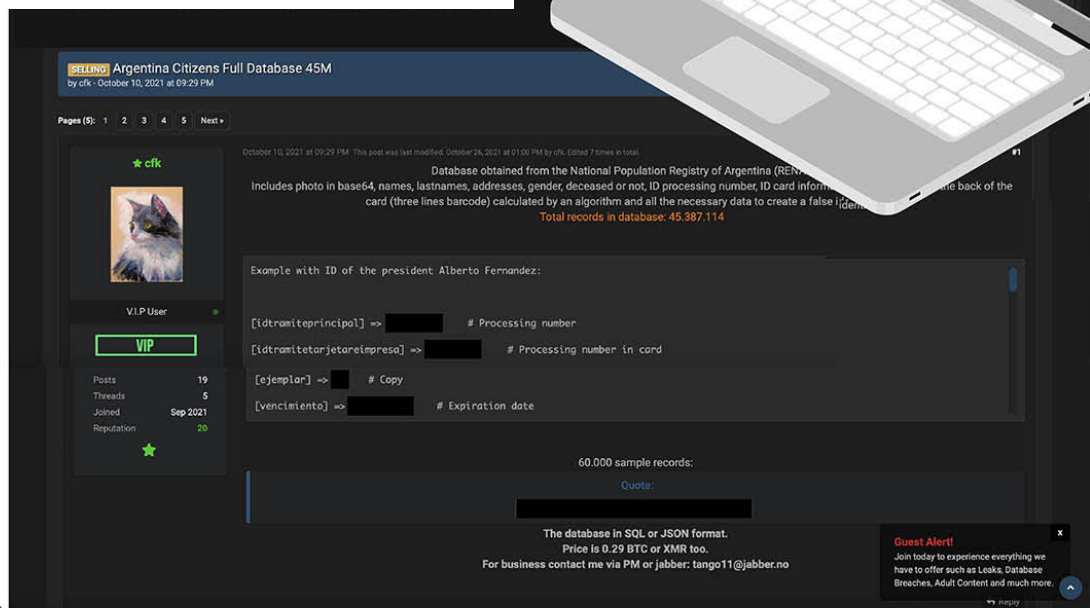 SELLING Argentina Citizens Full Database 45M
by cfk - October 10, 2021 at 09:29 PM
Pages (5): 1 2 3 4 5 Next »
cfk
V.I.P User
VIP
Posts 19
Threads 5
Joined Sep 2021
Reputation 20
October 10, 2021 at 09:29 PM This post was last modified: October 26, 2021 at 01:00 PM by cfk. Edited 7 times in total.
#1
Database obtained from the National Population Registry of Argentina
Includes photo in base64, names, lastnames, addresses, gender, deceased or not, ID processing number, ID card the back of the
card (three lines barcode) calculated by an algorithm and all the necessary data to create a false
Total records in database: 45.387.114
Example with ID of the president Alberto Fernandez:
[idtramiteprincipal] => # Processing number
[idtramitetarjetareimpresa] => # Processing number in card
[ejemplar] => # Copy
[vencimiento] => # Expiration date
60.000 sample records:
Quote:
The database in SQL or JSON format.
Price is 0.29 BTC or XMR too.
For business contact me via PM or jabber: tango11@jabber.no
Guest Alert!
x
Join today to experience everything we
have to offer such as Leaks, Database
Breaches, Adult Content and much more.
Reply